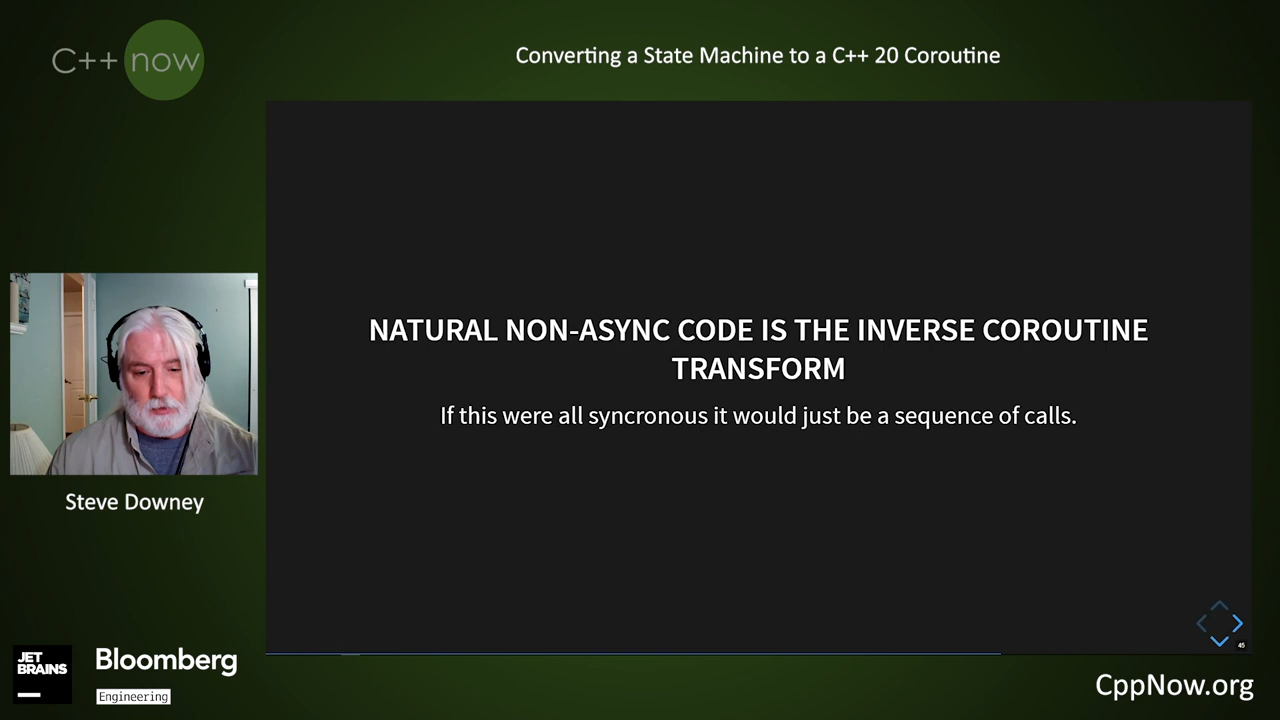 C++ now
Converting a State Machine to a C++ 20 Coroutine
NATURAL NON-ASYNC CODE IS THE INVERSE COROUTINE
TRANSFORM
If this were all syncronous it would just be a sequence of calls.
Steve Downey
JET
BRAINS
Bloomberg
Engineering
45
CppNow.org